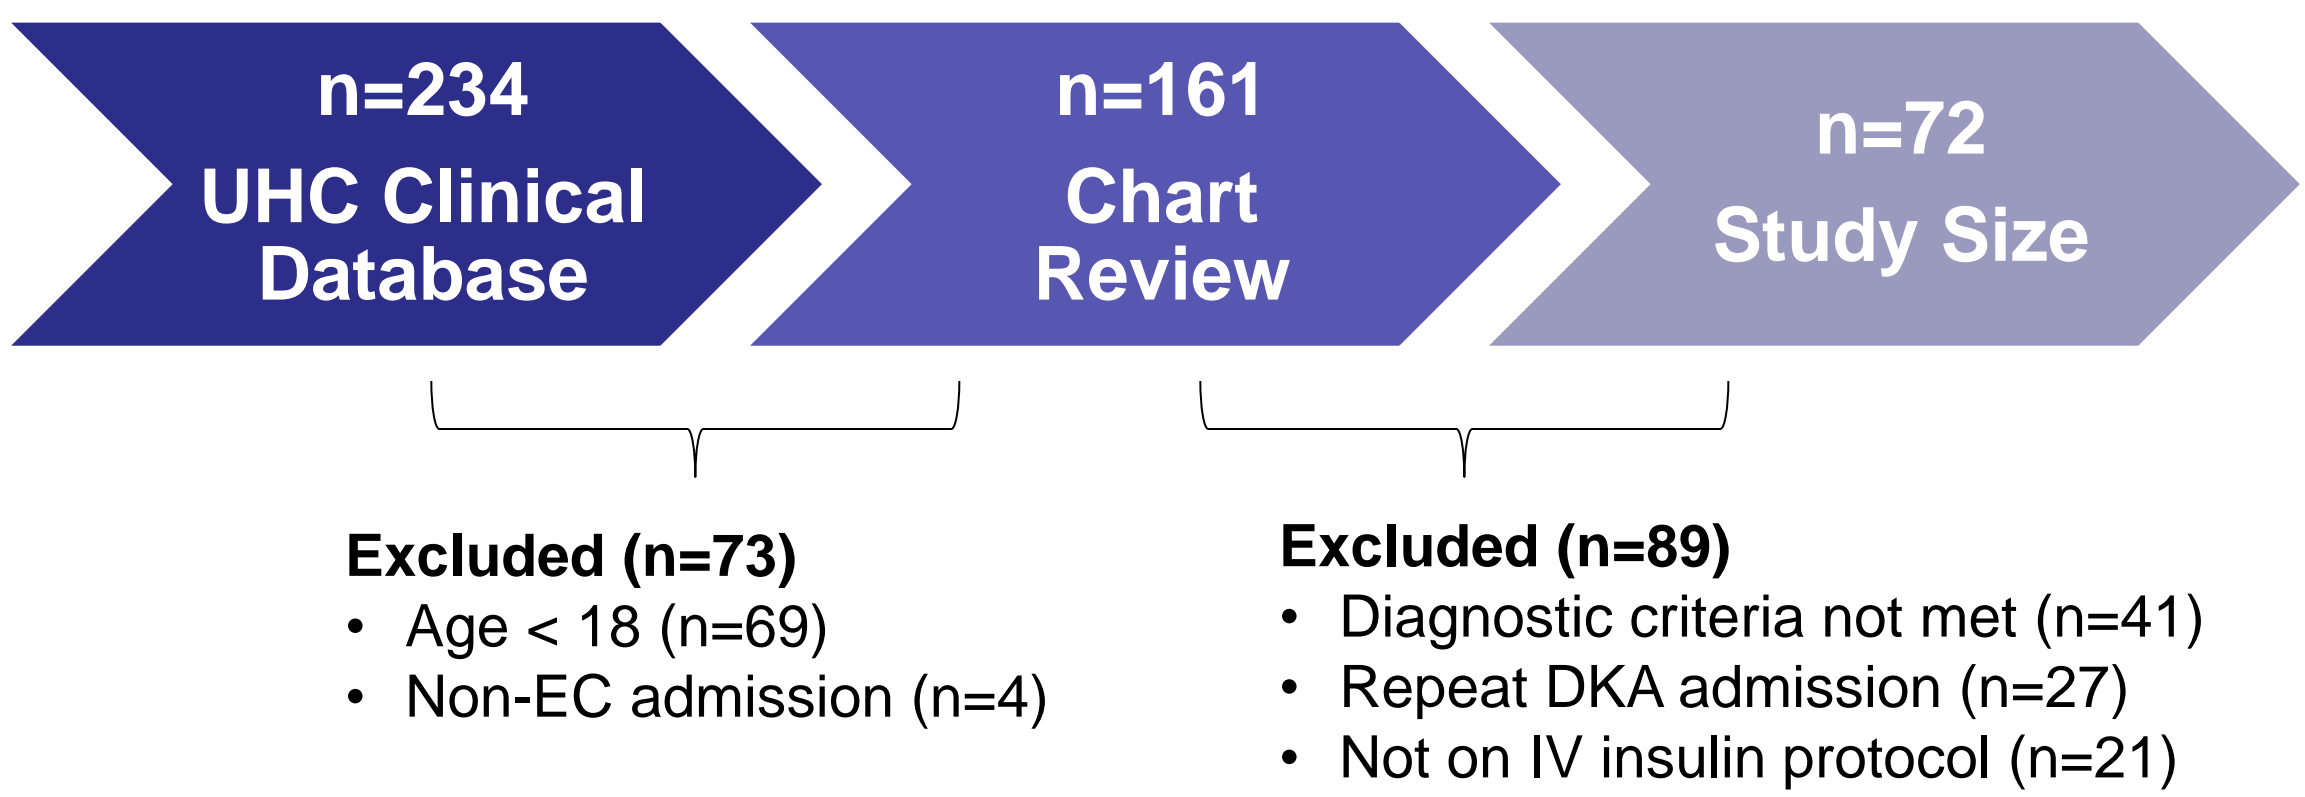 n=234
UHC Clinical
Database
n=161
Chart
Review
n=72
Study Size
Excluded (n=73)
• Age < 18 (n=69)
• Non-EC admission (n=4)
Excluded (n=89)
• Diagnostic criteria not met (n=41)
• Repeat DKA admission (n=27)
• Not on IV insulin protocol (n=21)